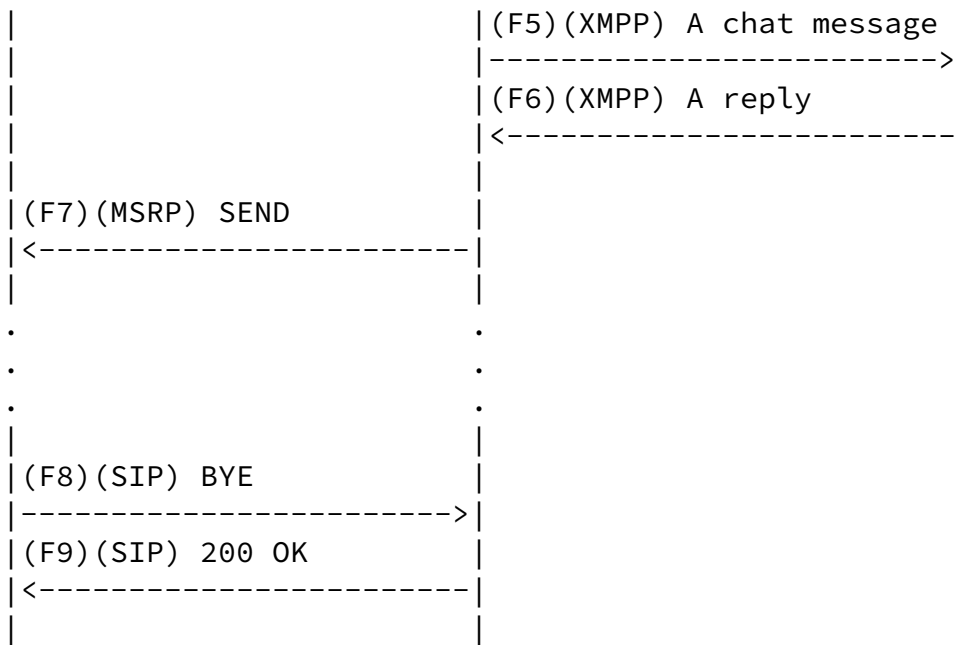 |                   |(F5)(XMPP) A chat message
|                   |------------------------->
|                   |(F6)(XMPP) A reply
|                   |<-------------------------
|                   |
|(F7)(MSRP) SEND    |
|<------------------------|
|                   |
.                   .
.                   .
.                   .
|                   |
|(F8)(SIP) BYE      |
|------------------------>|
|(F9)(SIP) 200 OK   |
|<------------------------|
|                   |